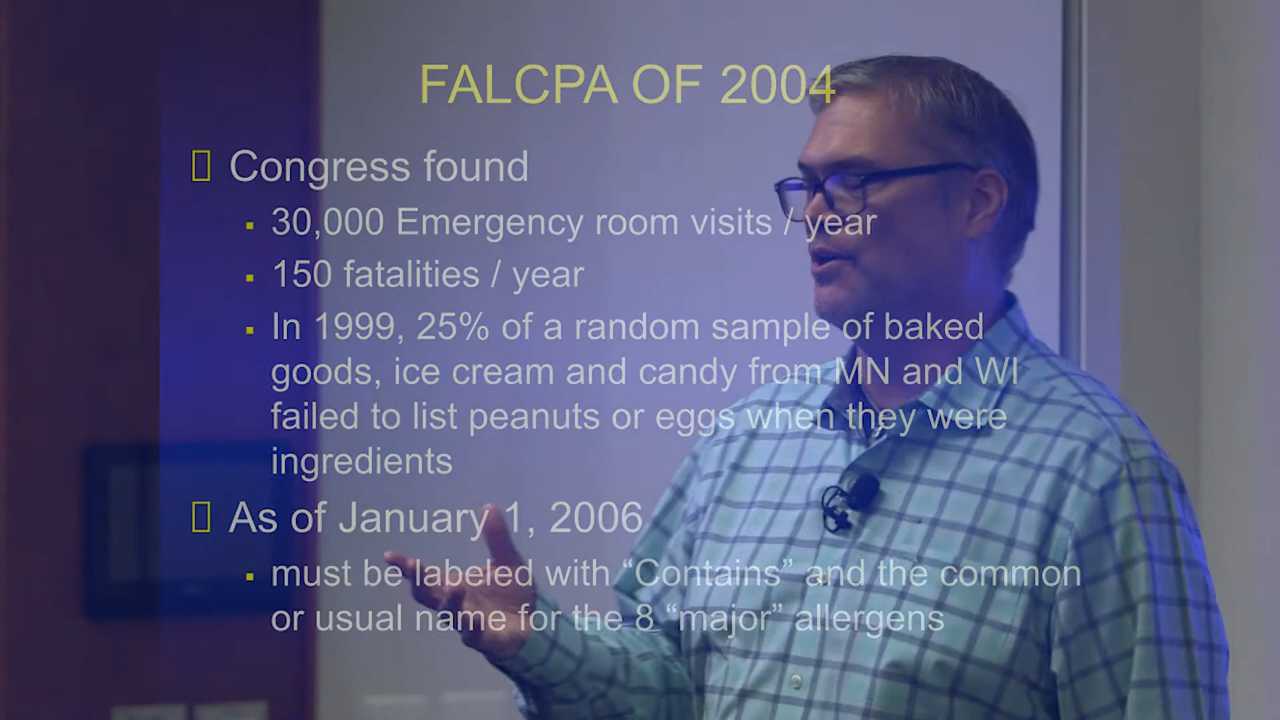 FALCPA OF 2004
Congress found
30,000 Emergency room visits / year
150 fatalities / year
In 1999, 25% of a random sample of baked
goods, ice cream and candy from MN and WI
failed to list peanuts or eggs when they were
ingredients
As of January 1, 2006
must be labeled with “Contains” and the common
or usual name for the 8 “major” allergens